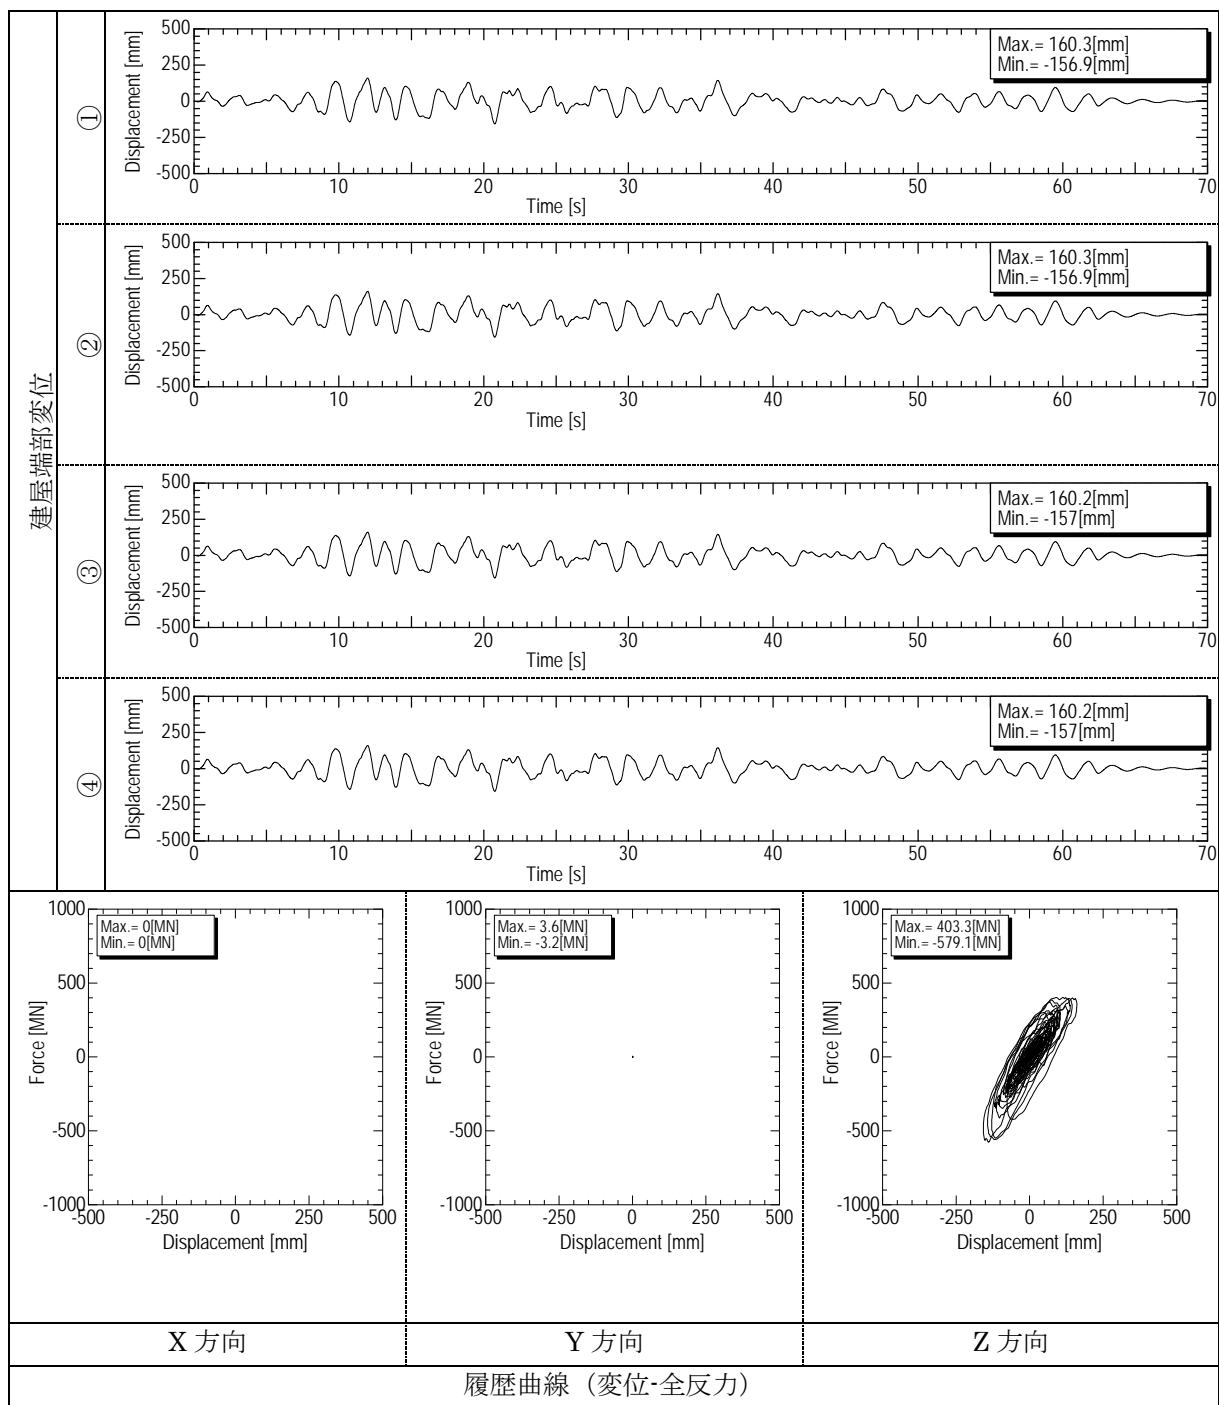 建屋端部変位
①
Displacement [mm]
500
250
0
-250
-500
Max.= 160.3[mm]
Min.= -156.9[mm]
0 10 20 30 40 50 60 70
Time [s]
②
Displacement [mm]
500
250
0
-250
-500
Max.= 160.3[mm]
Min.= -156.9[mm]
0 10 20 30 40 50 60 70
Time [s]
③
Displacement [mm]
500
250
0
-250
-500
Max.= 160.2[mm]
Min.= -157[mm]
0 10 20 30 40 50 60 70
Time [s]
④
Displacement [mm]
500
250
0
-250
-500
Max.= 160.2[mm]
Min.= -157[mm]
0 10 20 30 40 50 60 70
Time [s]
Force [MN]
1000
500
0
-500
-1000
Max.= 0[MN]
Min.= 0[MN]
-500 -250 0 250 500
Displacement [mm]
Force [MN]
1000
500
0
-500
-1000
Max.= 3.6[MN]
Min.= -3.2[MN]
-500 -250 0 250 500
Displacement [mm]
Force [MN]
1000
500
0
-500
-1000
Max.= 403.3[MN]
Min.= -579.1[MN]
-500 -250 0 250 500
Displacement [mm]
X 方向
Y 方向
Z 方向
履歴曲線（変位-全反力）